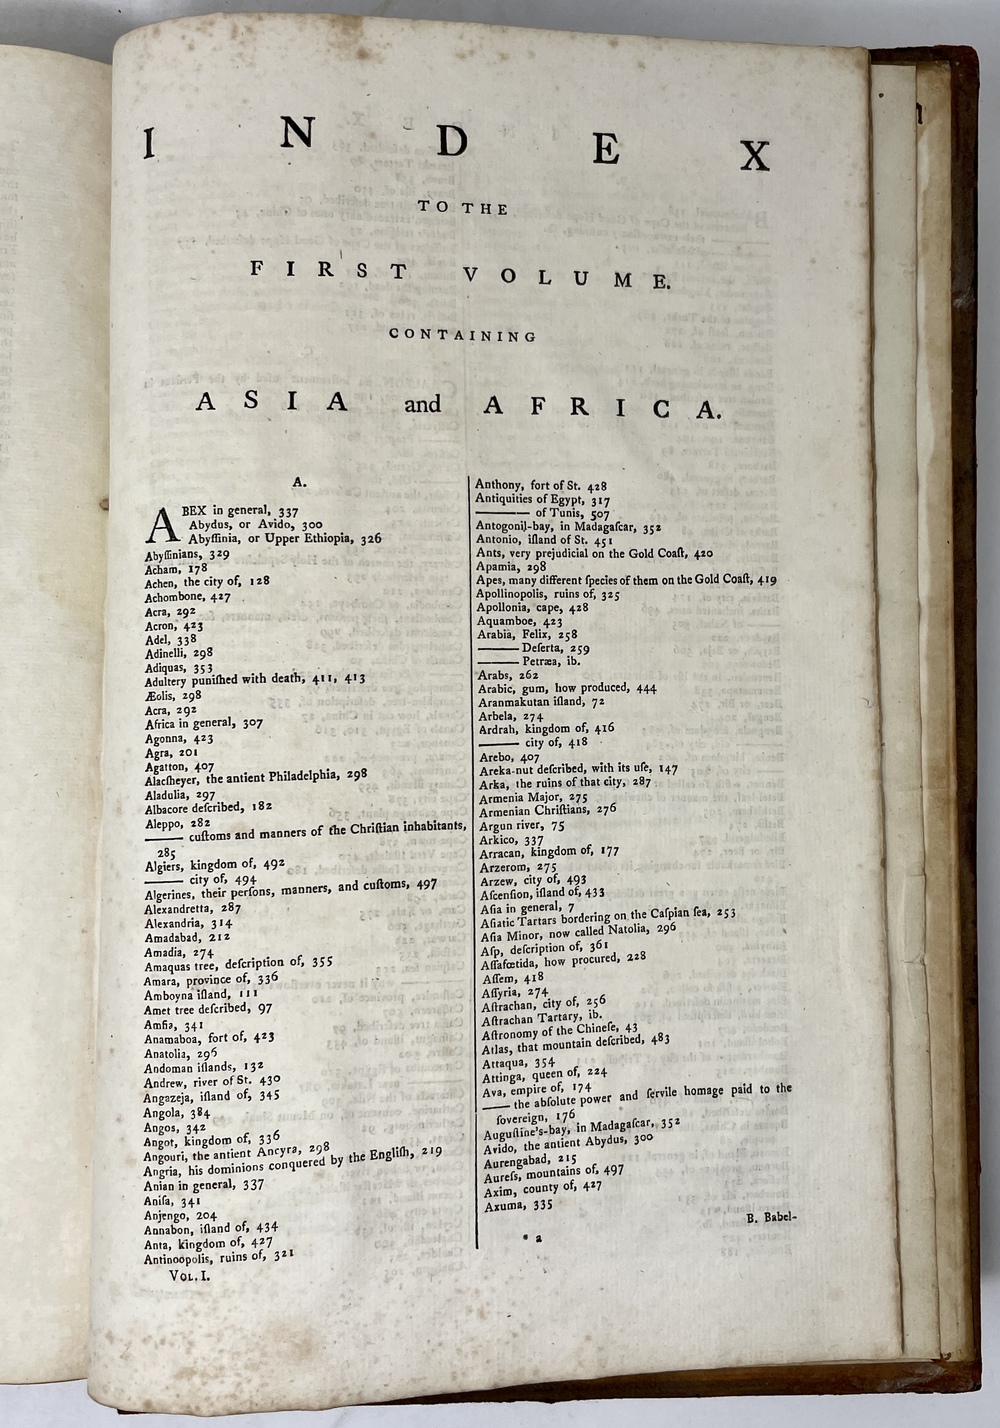 I N D E X
TO THE
FIRST VOLUME.
CONTAINING
ASIA and AFRICA.
A.
ABEX in general, 337
Abydus, or Avido, 300
Abyſſinia, or Upper Ethiopia, 326
Abyſſinians, 329
Acham, 178
Achen, the city of, 128
Achombone, 427
Acra, 292
Acron, 423
Adel, 338
Adinelli, 298
Adiquas, 353
Adultery puniſhed with death, 411, 413
Æolis, 298
Acra, 292
Africa in general, 307
Agonna, 423
Agra, 201
Agatton, 407
Alacſheyer, the antient Philadelphia, 298
Aladulia, 297
Albacore deſcribed, 182
Aleppo, 282
—— cuſtoms and manners of the Chriſtian inhabitants,
285
Algiers, kingdom of, 492
—— city of, 494
Algerines, their perſons, manners, and cuſtoms, 497
Alexandretta, 287
Alexandria, 314
Amadabad, 212
Amadia, 274
Amaquas tree, deſcription of, 355
Amara, province of, 336
Amboyna iſland, 111
Amet tree deſcribed, 97
Amſia, 341
Anamaboa, fort of, 423
Anatolia, 296
Andoman iſlands, 132
Andrew, river of St. 430
Angazeja, iſland of, 345
Angola, 384
Angos, 342
Angot, kingdom of, 336
Angouri, the antient Ancyra, 298
Angria, his dominions conquered by the Engliſh, 219
Anian in general, 337
Aniſa, 341
Anjengo, 204
Annabon, iſland of, 434
Anta, kingdom of, 427
Antinoopolis, ruins of, 321
VOL. I.
Anthony, fort of St. 428
Antiquities of Egypt, 317
—— of Tunis, 507
Antogonil-bay, in Madagaſcar, 352
Antonio, iſland of St. 451
Ants, very prejudicial on the Gold Coaſt, 420
Apamia, 298
Apes, many different ſpecies of them on the Gold Coaſt, 419
Apollinopolis, ruins of, 325
Apollonia, cape, 428
Aquamboe, 423
Arabia, Felix, 258
—— Deſerta, 259
—— Petræa, ib.
Arabs, 262
Arabic, gum, how produced, 444
Aranmakutan iſland, 72
Arbela, 274
Ardrah, kingdom of, 416
—— city of, 418
Arebo, 407
Areka-nut deſcribed, with its uſe, 147
Arka, the ruins of that city, 287
Armenia Major, 275
Armenian Chriſtians, 276
Argun river, 75
Arkico, 337
Arracan, kingdom of, 177
Arzerom, 275
Arzew, city of, 493
Aſcenſion, iſland of, 433
Aſia in general, 7
Aſiatic Tartars bordering on the Caſpian ſea, 253
Aſia Minor, now called Natolia, 296
Aſp, deſcription of, 361
Aſſafœtida, how procured, 228
Aſſem, 418
Aſſyria, 274
Aſtrachan, city of, 256
Aſtrachan Tartary, ib.
Aſtronomy of the Chineſe, 43
Atlas, that mountain deſcribed, 483
Attaqua, 354
Attinga, queen of, 224
Ava, empire of, 174
—— the abſolute power and ſervile homage paid to the
ſovereign, 176
Auguſtine's-bay, in Madagaſcar, 352
Avido, the antient Abydus, 300
Aurengabad, 215
Aureſs, mountains of, 497
Axim, county of, 427
Axuma, 335
B. Babel-
* a